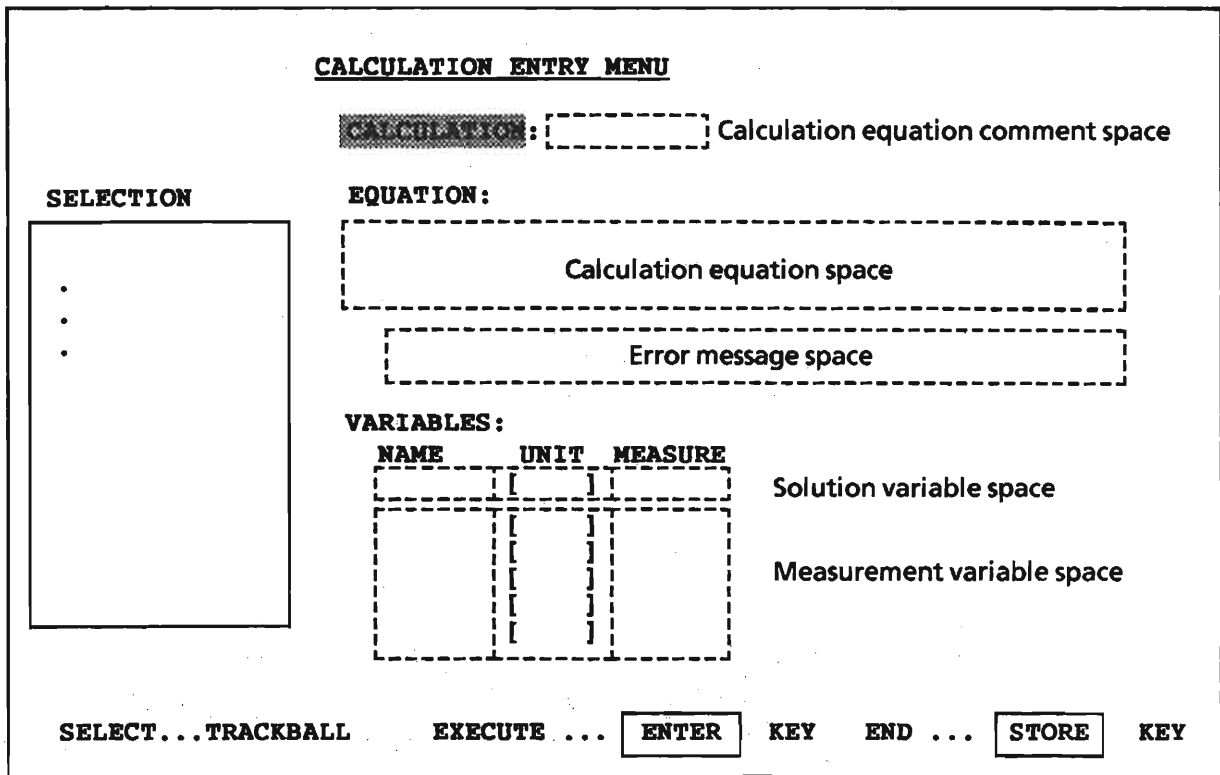 CALCULATION ENTRY MENU
CALCULATION: Calculation equation comment space
SELECTION
EQUATION:
Calculation equation space
Error message space
VARIABLES:
NAME UNIT MEASURE
[ ] Solution variable space
[ ]
[ ]
[ ] Measurement variable space
[ ]
[ ]
SELECT...TRACKBALL EXECUTE ... ENTER KEY END ... STORE KEY